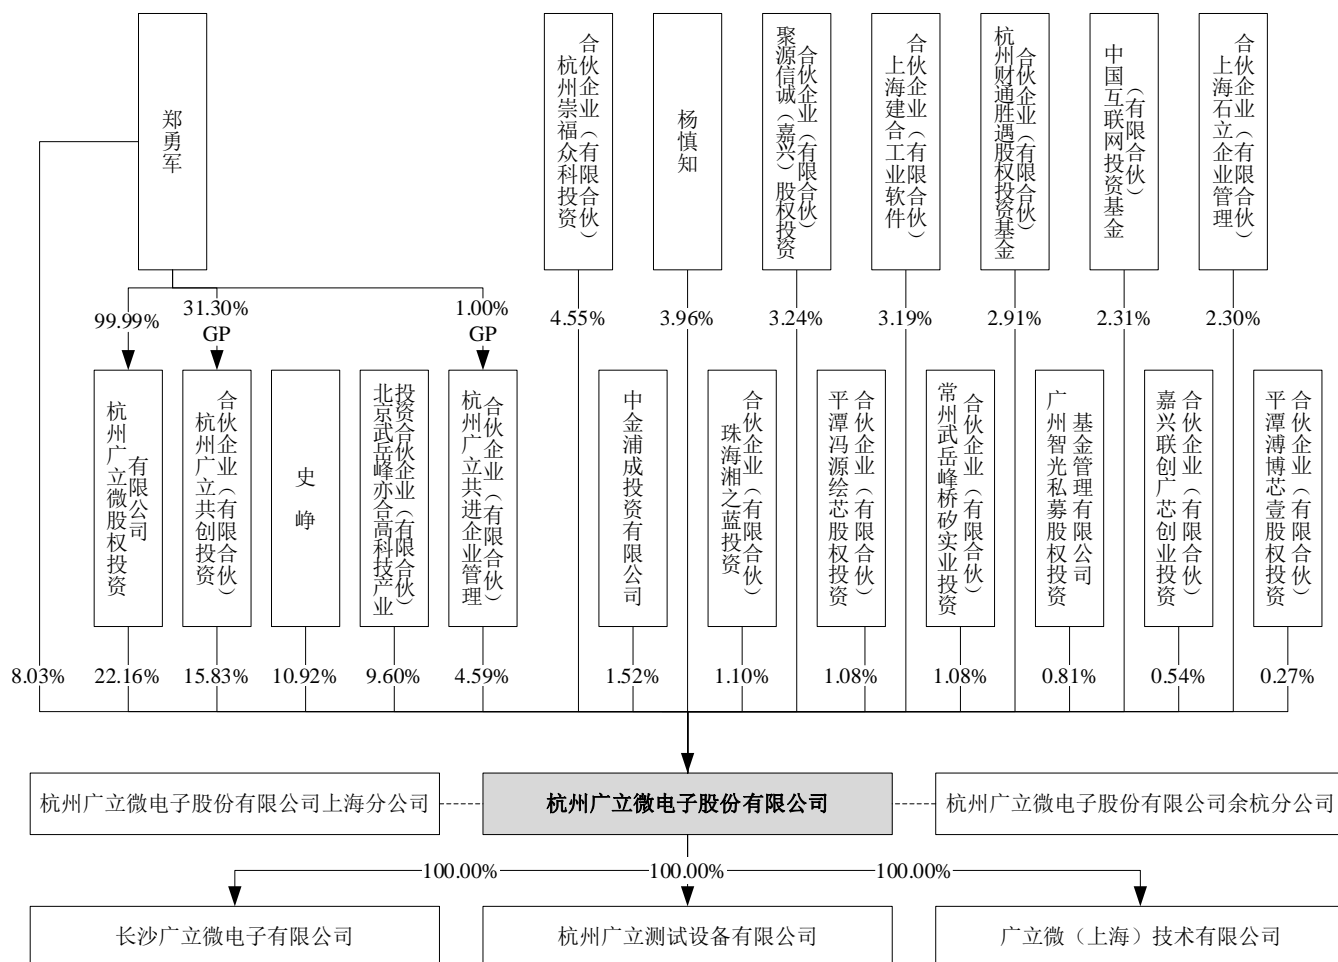 郑勇军
杭州崇福众科投资
合伙企业（有限合伙）
杨慎知
聚源信诚（嘉兴）股权投资
合伙企业（有限合伙）
上海建合工业软件
合伙企业（有限合伙）
杭州财通胜遇股权投资基金
合伙企业（有限合伙）
中国互联网投资基金
（有限合伙）
上海石立企业管理
合伙企业（有限合伙）
99.99%
31.30%
GP
1.00%
GP
4.55%
3.96%
3.24%
3.19%
2.91%
2.31%
2.30%
杭州广立微股权投资
有限公司
杭州广立共创投资
合伙企业（有限合伙）
史峥
北京武岳峰亦合高科技产业
投资合伙企业（有限合伙）
杭州广立共进企业管理
合伙企业（有限合伙）
中金浦成投资有限公司
珠海湘之蓝投资
合伙企业（有限合伙）
平潭冯源绘芯股权投资
合伙企业（有限合伙）
常州武岳峰桥矽实业投资
合伙企业（有限合伙）
广州智光私募股权投资
基金管理有限公司
嘉兴联创广芯创业投资
合伙企业（有限合伙）
平潭溥博芯壹股权投资
合伙企业（有限合伙）
8.03%
22.16%
15.83%
10.92%
9.60%
4.59%
1.52%
1.10%
1.08%
1.08%
0.81%
0.54%
0.27%
杭州广立微电子股份有限公司上海分公司
杭州广立微电子股份有限公司
杭州广立微电子股份有限公司余杭分公司
100.00%
100.00%
100.00%
长沙广立微电子有限公司
杭州广立测试设备有限公司
广立微（上海）技术有限公司